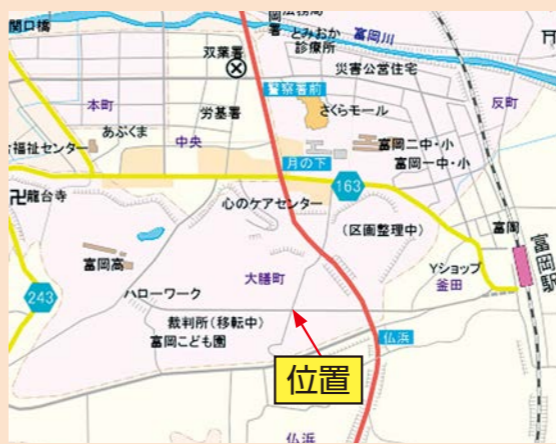 関口橋
岡署
法務局
とみおか
診療所
富岡川
双葉署
災害公営住宅
警察署前
本町
労基署
さくらモール
反町
あぶくま
中央
福祉センター
月の下
富岡二中・小
富岡一中・小
163
卍龍台寺
心のケアセンター
(区画整理中)
富岡
富岡駅
富岡高
大膳町
Yショップ
釜田
243
ハローワーク
裁判所(移転中)
富岡こども園
仏浜
位置
仏浜